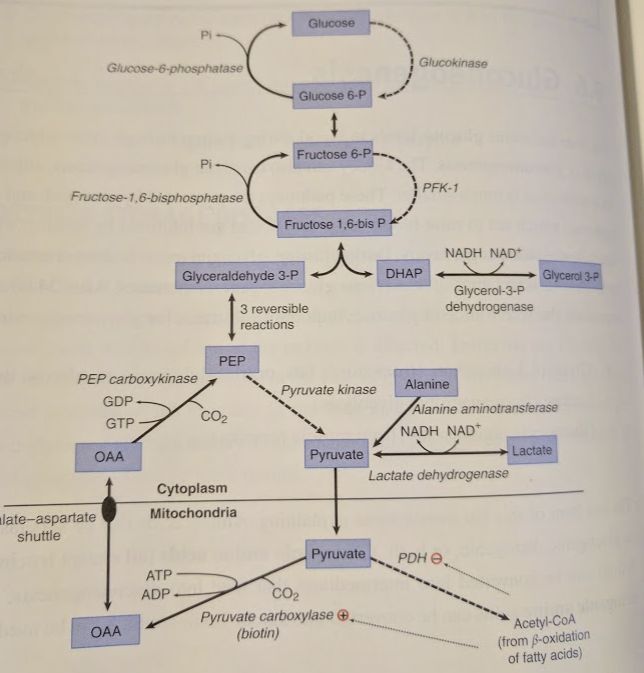 Glucose
Pi
Glucose-6-phosphatase
Glucokinase
Glucose 6-P
Fructose 6-P
Pi
Fructose-1,6-bisphosphatase
PFK-1
Fructose 1,6-bis P
NADH NAD⁺
Glyceraldehyde 3-P
DHAP
Glycerol 3-P
Glycerol-3-P
dehydrogenase
3 reversible
reactions
PEP
PEP carboxykinase
Pyruvate kinase
Alanine
GDP
GTP
CO₂
Alanine aminotransferase
NADH NAD⁺
OAA
Pyruvate
Lactate
Lactate dehydrogenase
Cytoplasm
Mitochondria
late–aspartate
shuttle
Pyruvate
PDH ⊖
ATP
ADP
CO₂
Pyruvate carboxylase ⊕
(biotin)
OAA
Acetyl-CoA
(from β-oxidation
of fatty acids)